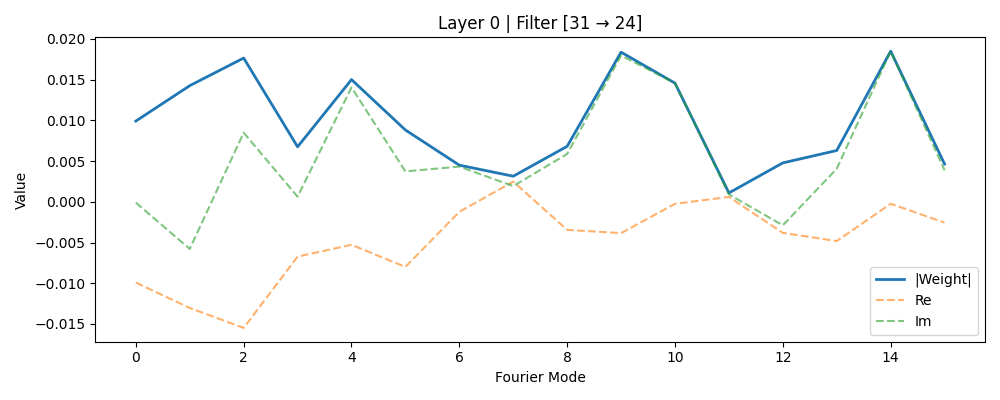 Layer 0 | Filter [31 → 24]
0.020
0.015
0.010
0.005
0.000
−0.005
−0.010
−0.015
Value
0 2 4 6 8 10 12 14
Fourier Mode
|Weight|
Re
Im